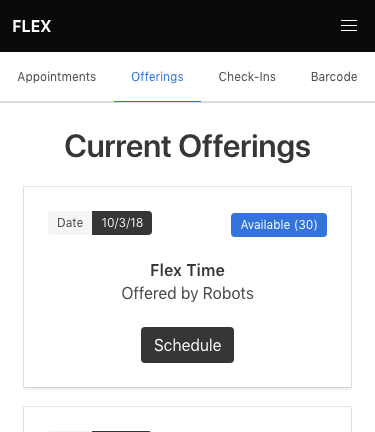 FLEX
Appointments Offerings Check-Ins Barcode
Current Offerings
Date 10/3/18 Available (30)
Flex Time
Offered by Robots
Schedule